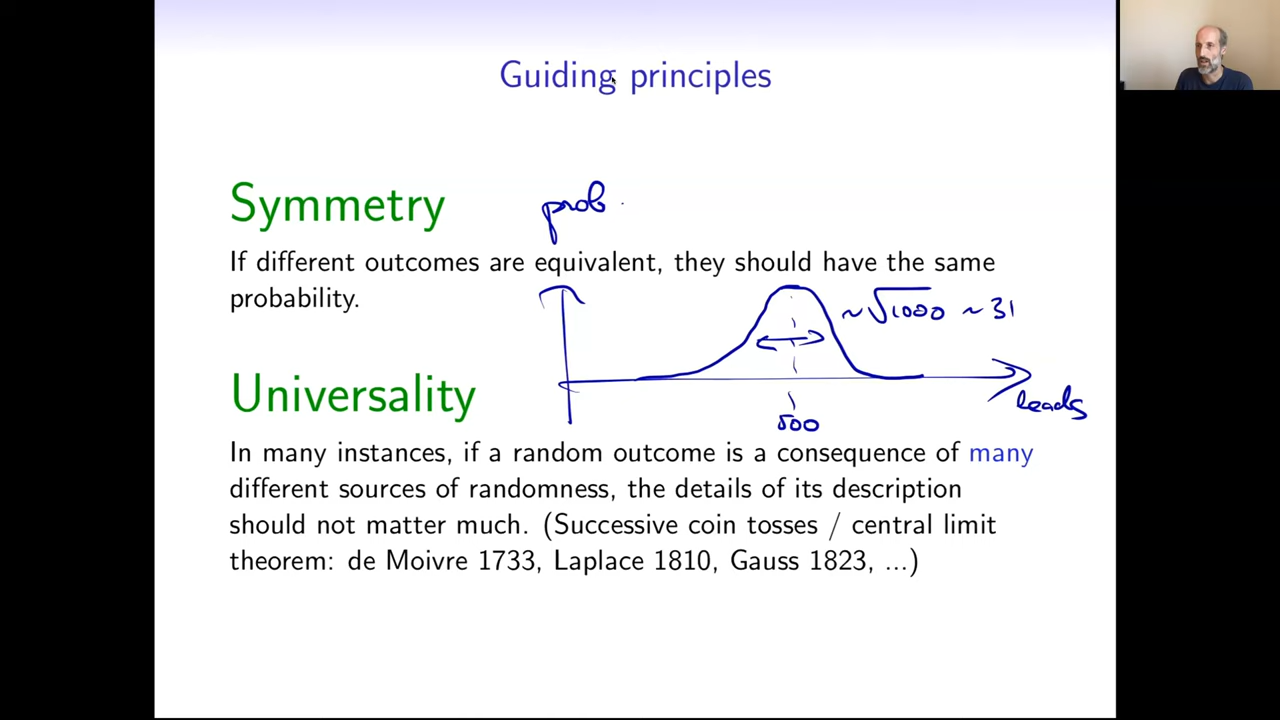 Guiding principles
Symmetry
prob.
If different outcomes are equivalent, they should have the same
probability.
~√1000 ~ 31
Universality
heads
500
In many instances, if a random outcome is a consequence of many
different sources of randomness, the details of its description
should not matter much. (Successive coin tosses / central limit
theorem: de Moivre 1733, Laplace 1810, Gauss 1823, ...)